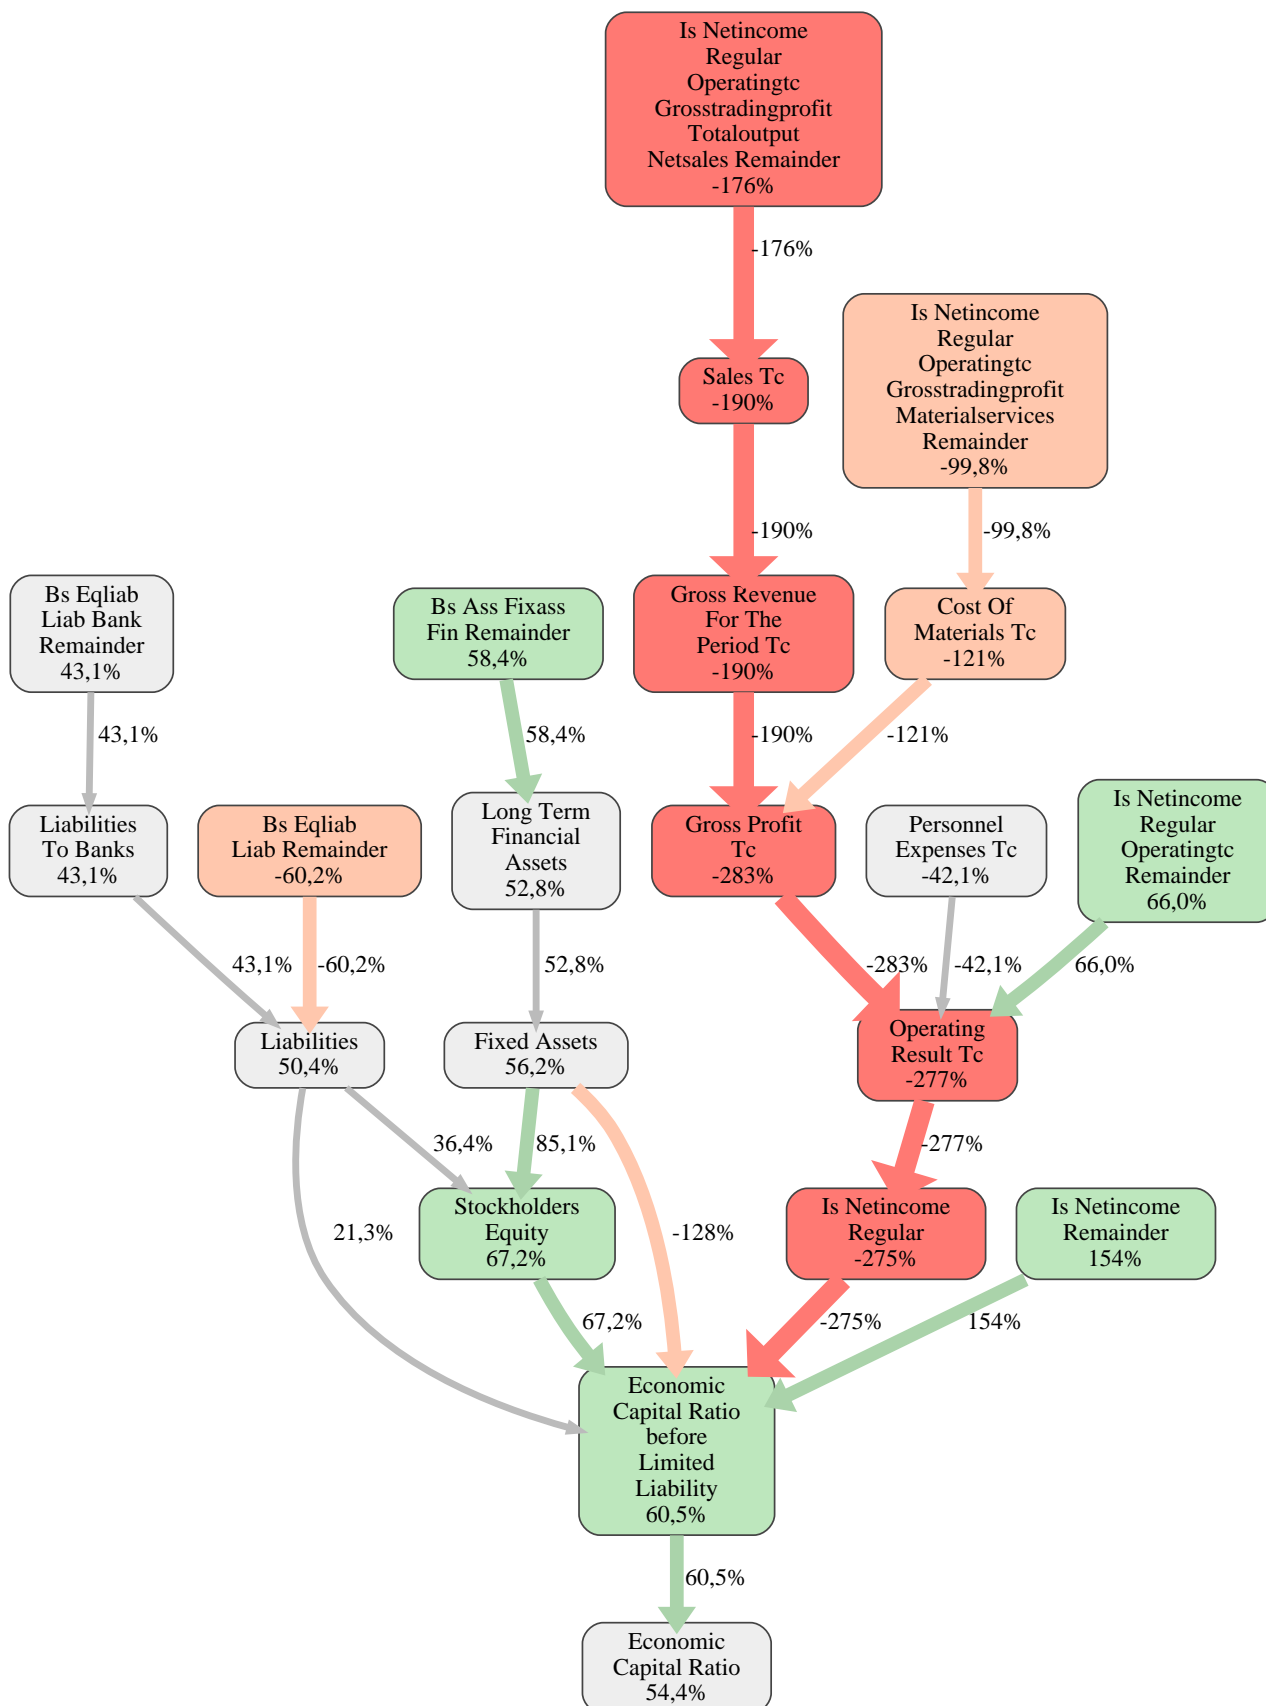 Is Netincome
Regular
Operatingtc
Grosstradingprofit
Totaloutput
Netsales Remainder
-176%
-176%
Is Netincome
Regular
Operatingtc
Grosstradingprofit
Materialservices
Remainder
-99,8%
Sales Tc
-190%
-190%
-99,8%
Bs Eqliab
Liab Bank
Remainder
43,1%
Bs Ass Fixass
Fin Remainder
58,4%
Gross Revenue
For The
Period Tc
-190%
Cost Of
Materials Tc
-121%
43,1%
58,4%
-190%
-121%
Liabilities
To Banks
43,1%
Bs Eqliab
Liab Remainder
-60,2%
Long Term
Financial
Assets
52,8%
Gross Profit
Tc
-283%
Personnel
Expenses Tc
-42,1%
Is Netincome
Regular
Operatingtc
Remainder
66,0%
43,1%
-60,2%
52,8%
-283%
-42,1%
66,0%
Liabilities
50,4%
Fixed Assets
56,2%
Operating
Result Tc
-277%
36,4%
85,1%
-277%
21,3%
Stockholders
Equity
67,2%
-128%
Is Netincome
Regular
-275%
Is Netincome
Remainder
154%
67,2%
-275%
154%
Economic
Capital Ratio
before
Limited
Liability
60,5%
60,5%
Economic
Capital Ratio
54,4%